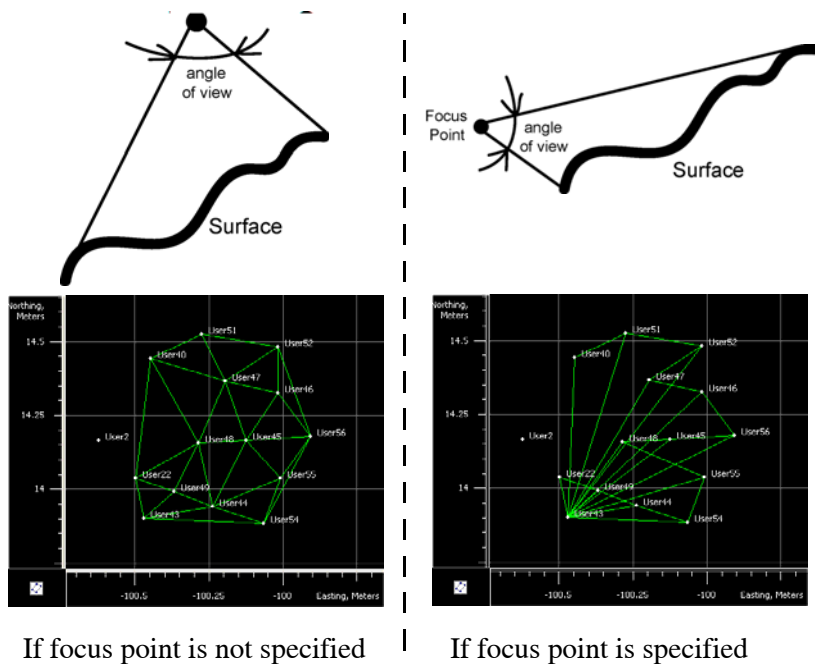 angle
of view
Surface
Northing,
Meters
14.5
14.25
14
User51
User52
User40
User47
User46
User2
User48
User45
User56
User22
User49
User55
User44
User43
User54
-100.5
-100.25
-100
Easting, Meters
If focus point is not specified
Focus
Point
angle
of view
Surface
Northing,
Meters
14.5
14.25
14
User51
User52
User40
User47
User46
User2
User48
User45
User56
User22
User49
User55
User44
User43
User54
-100.5
-100.25
-100
Easting, Meters
If focus point is specified